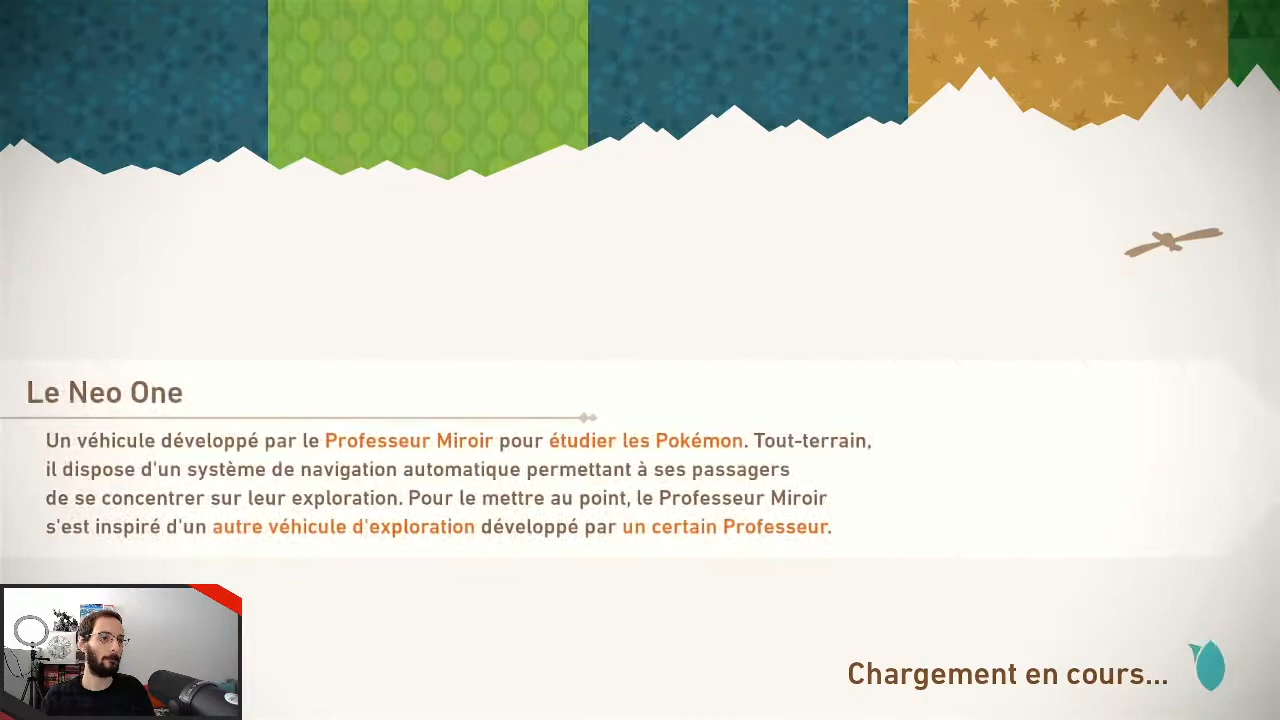 Le Neo One
Un véhicule développé par le Professeur Miroir pour étudier les Pokémon. Tout-terrain,
il dispose d'un système de navigation automatique permettant à ses passagers
de se concentrer sur leur exploration. Pour le mettre au point, le Professeur Miroir
s'est inspiré d'un autre véhicule d'exploration développé par un certain Professeur.
Chargement en cours...